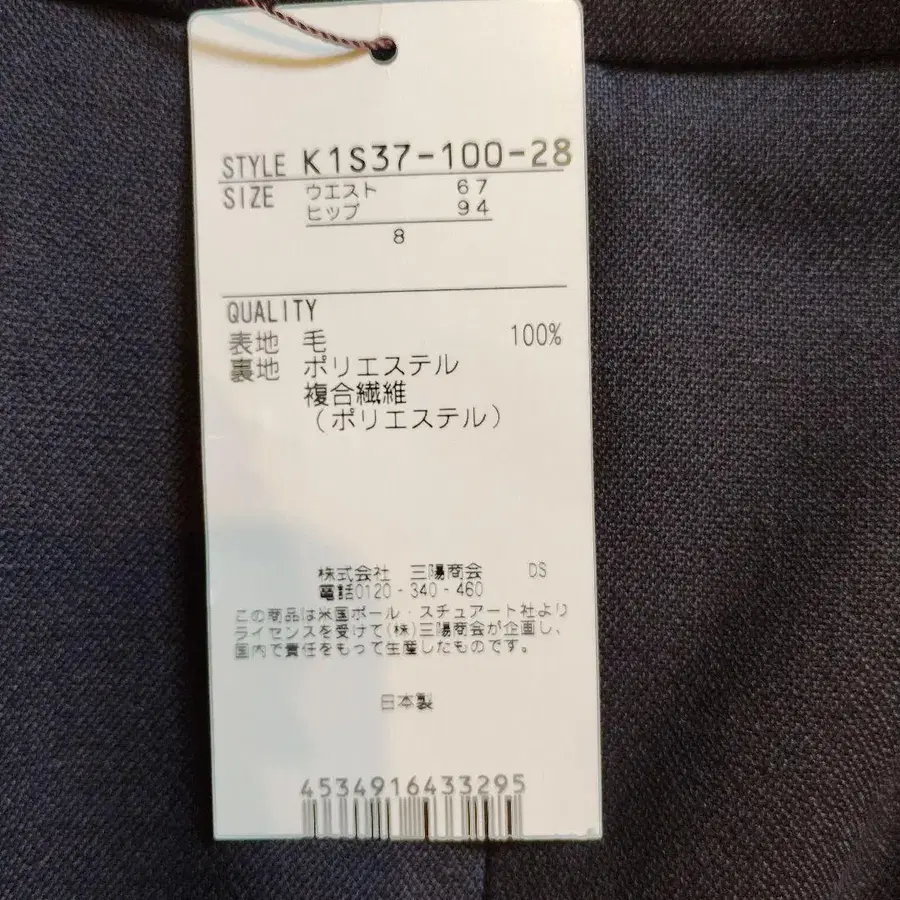 STYLE K1S37-100-28
SIZE ウエスト 67
ヒップ 94
8
QUALITY
表地 毛 100%
裏地 ポリエステル
複合繊維
(ポリエステル)
株式会社 三陽商会 DS
電話0120-340-460
この商品は米国ポール・スチュアート社より
ライセンスを受けて(株)三陽商会が企画し、
国内で責任をもって生産したものです。
日本製
4534916433295